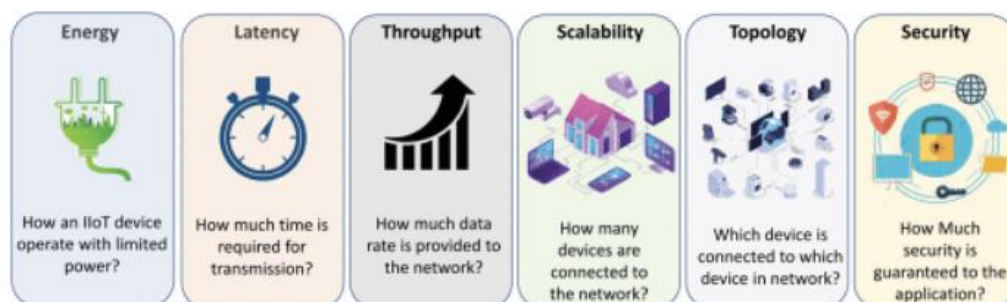 Energy
How an IIoT device
operate with limited
power?
Latency
How much time is
required for
transmission?
Throughput
How much data
rate is provided to
the network?
Scalability
How many
devices are
connected to
the network?
Topology
Which device is
connected to which
device in network?
Security
How Much
security is
guaranteed to the
application?